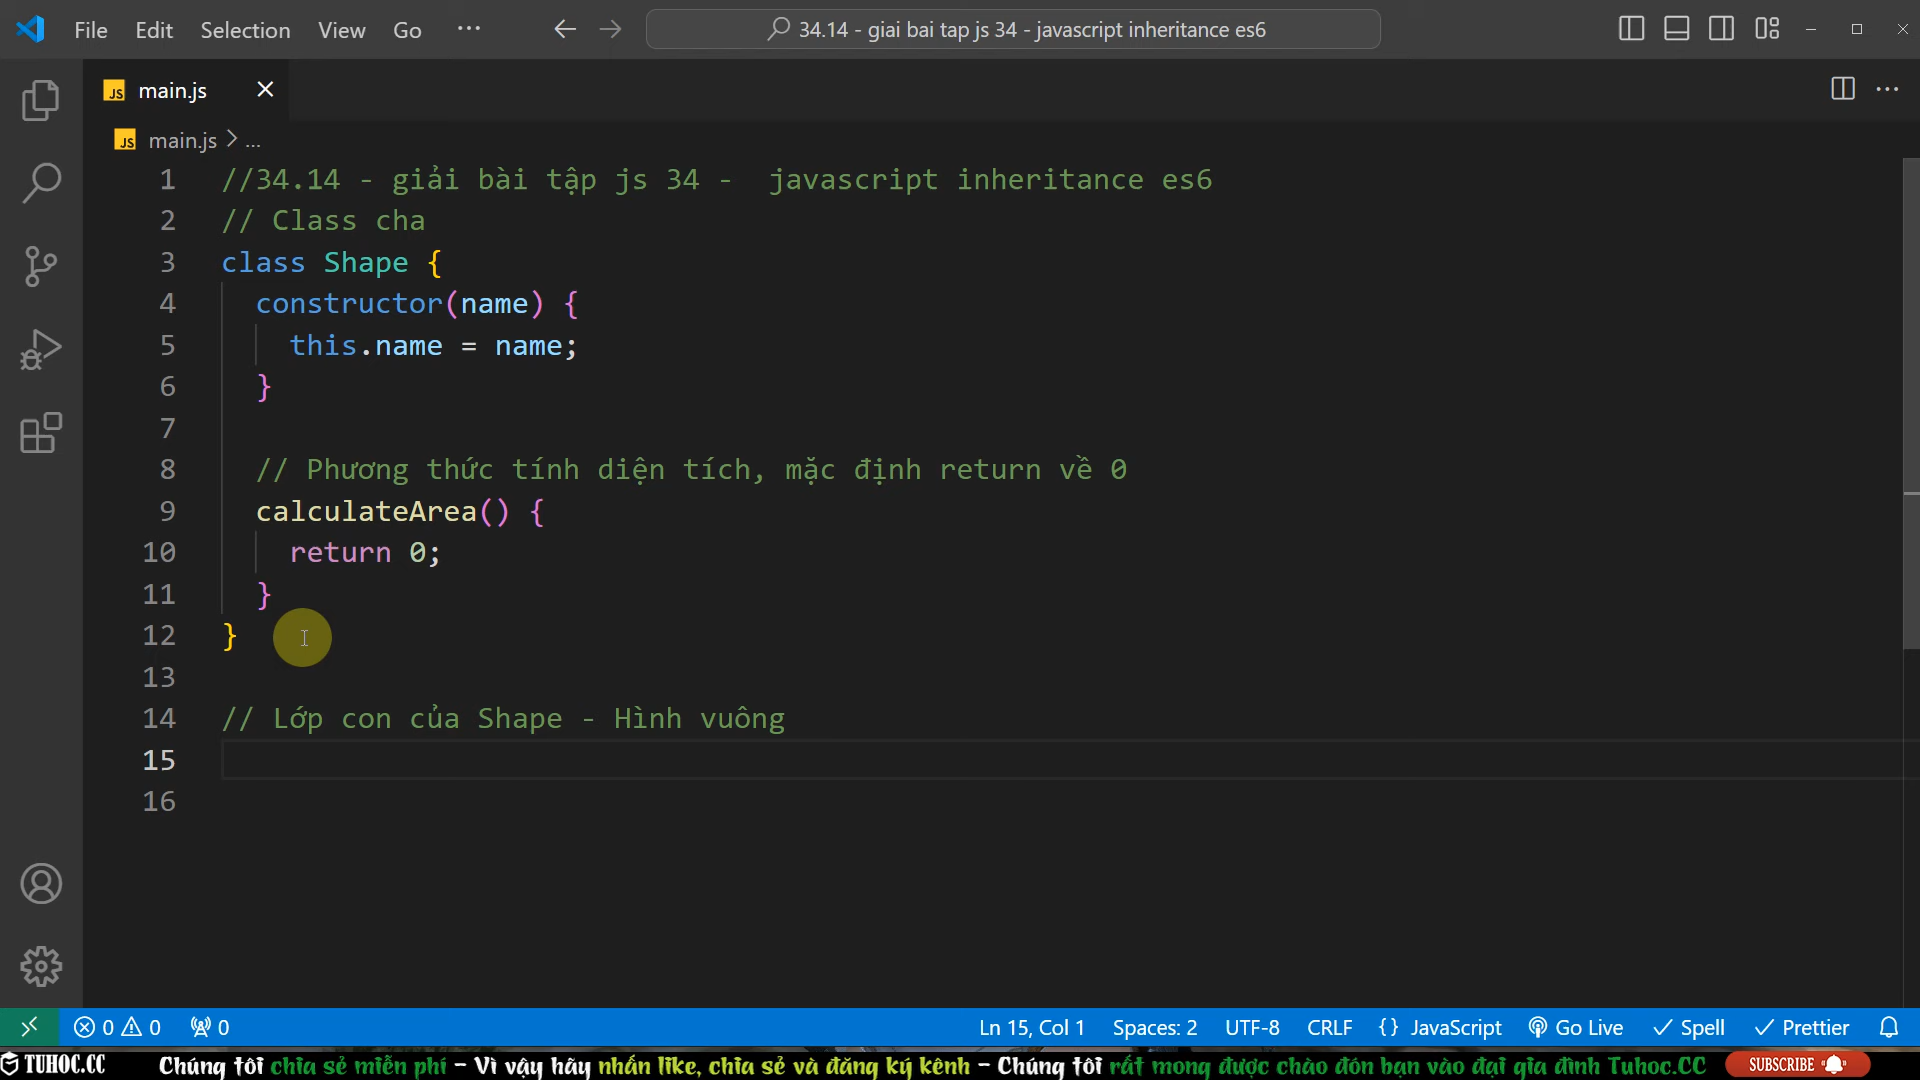 File Edit Selection View Go ··· 34.14 - giai bai tap js 34 - javascript inheritance es6
JS main.js
JS main.js > ...
1 //34.14 - giải bài tập js 34 -  javascript inheritance es6
2 // Class cha
3 class Shape {
4   constructor(name) {
5     this.name = name;
6   }
7
8   // Phương thức tính diện tích, mặc định return về 0
9   calculateArea() {
10     return 0;
11   }
12 }
13
14 // Lớp con của Shape - Hình vuông
15
16
0 0 0 Ln 15, Col 1 Spaces: 2 UTF-8 CRLF {} JavaScript Go Live Spell Prettier
TUHOC.CC Chúng tôi chia sẻ miễn phí - Vì vậy hãy nhấn like, chia sẻ và đăng ký kênh - Chúng tôi rất mong được chào đón bạn vào đại gia đình Tuhoc.CC SUBSCRIBE